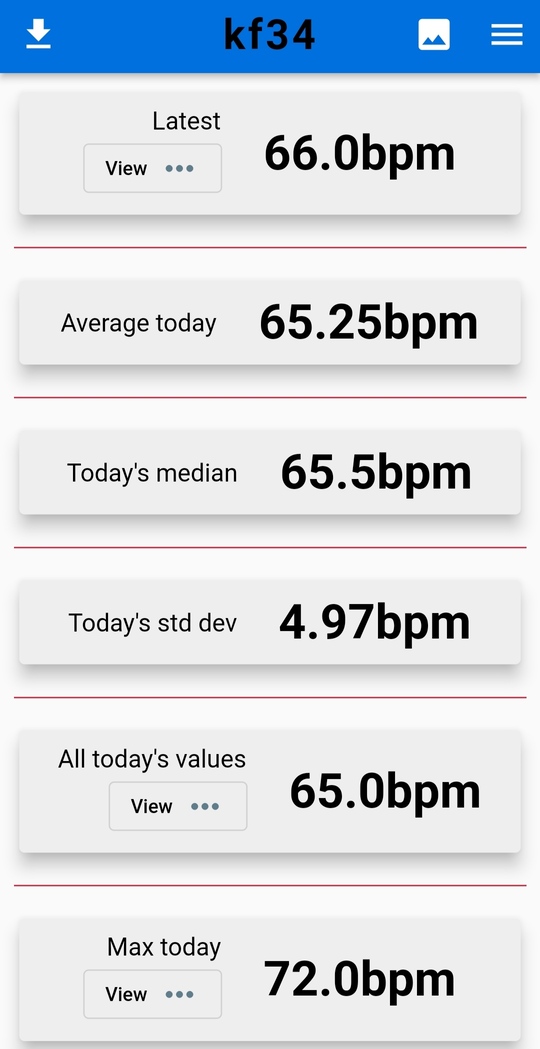 kf34
Latest
View
66.0bpm
Average today
65.25bpm
Today's median
65.5bpm
Today's std dev
4.97bpm
All today's values
View
65.0bpm
Max today
View
72.0bpm